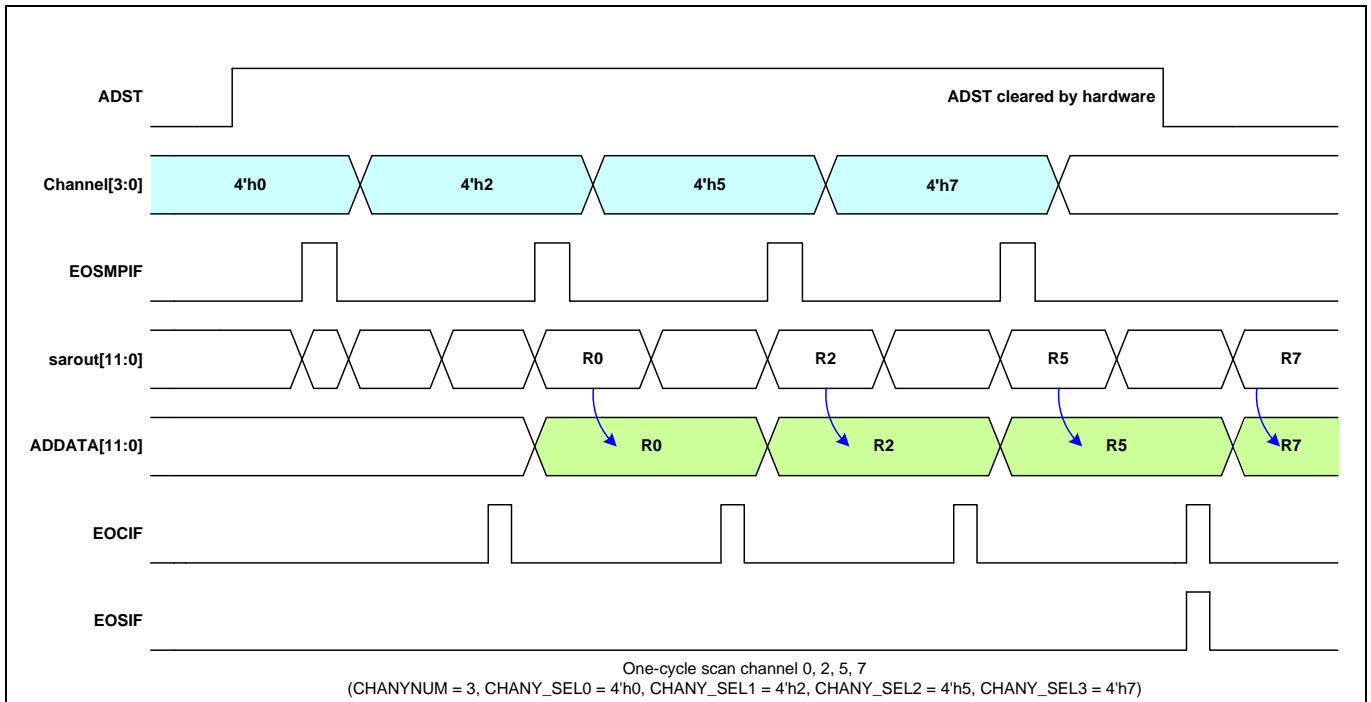 ADST
ADST cleared by hardware
Channel[3:0]
4'h0
4'h2
4'h5
4'h7
EOSMPIF
sarout[11:0]
R0
R2
R5
R7
ADDATA[11:0]
R0
R2
R5
R7
EOCIF
EOSIF
One-cycle scan channel 0, 2, 5, 7
(CHANYNUM = 3, CHANY_SEL0 = 4'h0, CHANY_SEL1 = 4'h2, CHANY_SEL2 = 4'h5, CHANY_SEL3 = 4'h7)